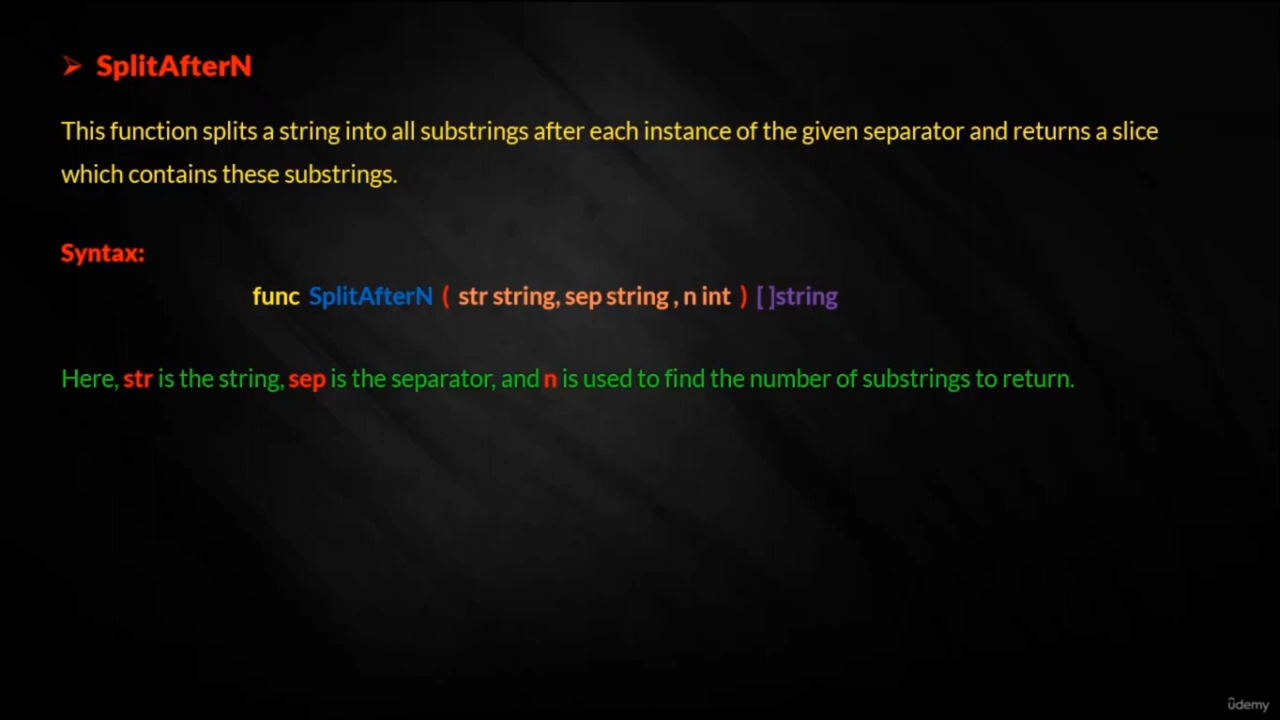 ➢ SplitAfterN
This function splits a string into all substrings after each instance of the given separator and returns a slice
which contains these substrings.
Syntax:
func SplitAfterN ( str string, sep string , n int ) [ ]string
Here, str is the string, sep is the separator, and n is used to find the number of substrings to return.
ûdemy